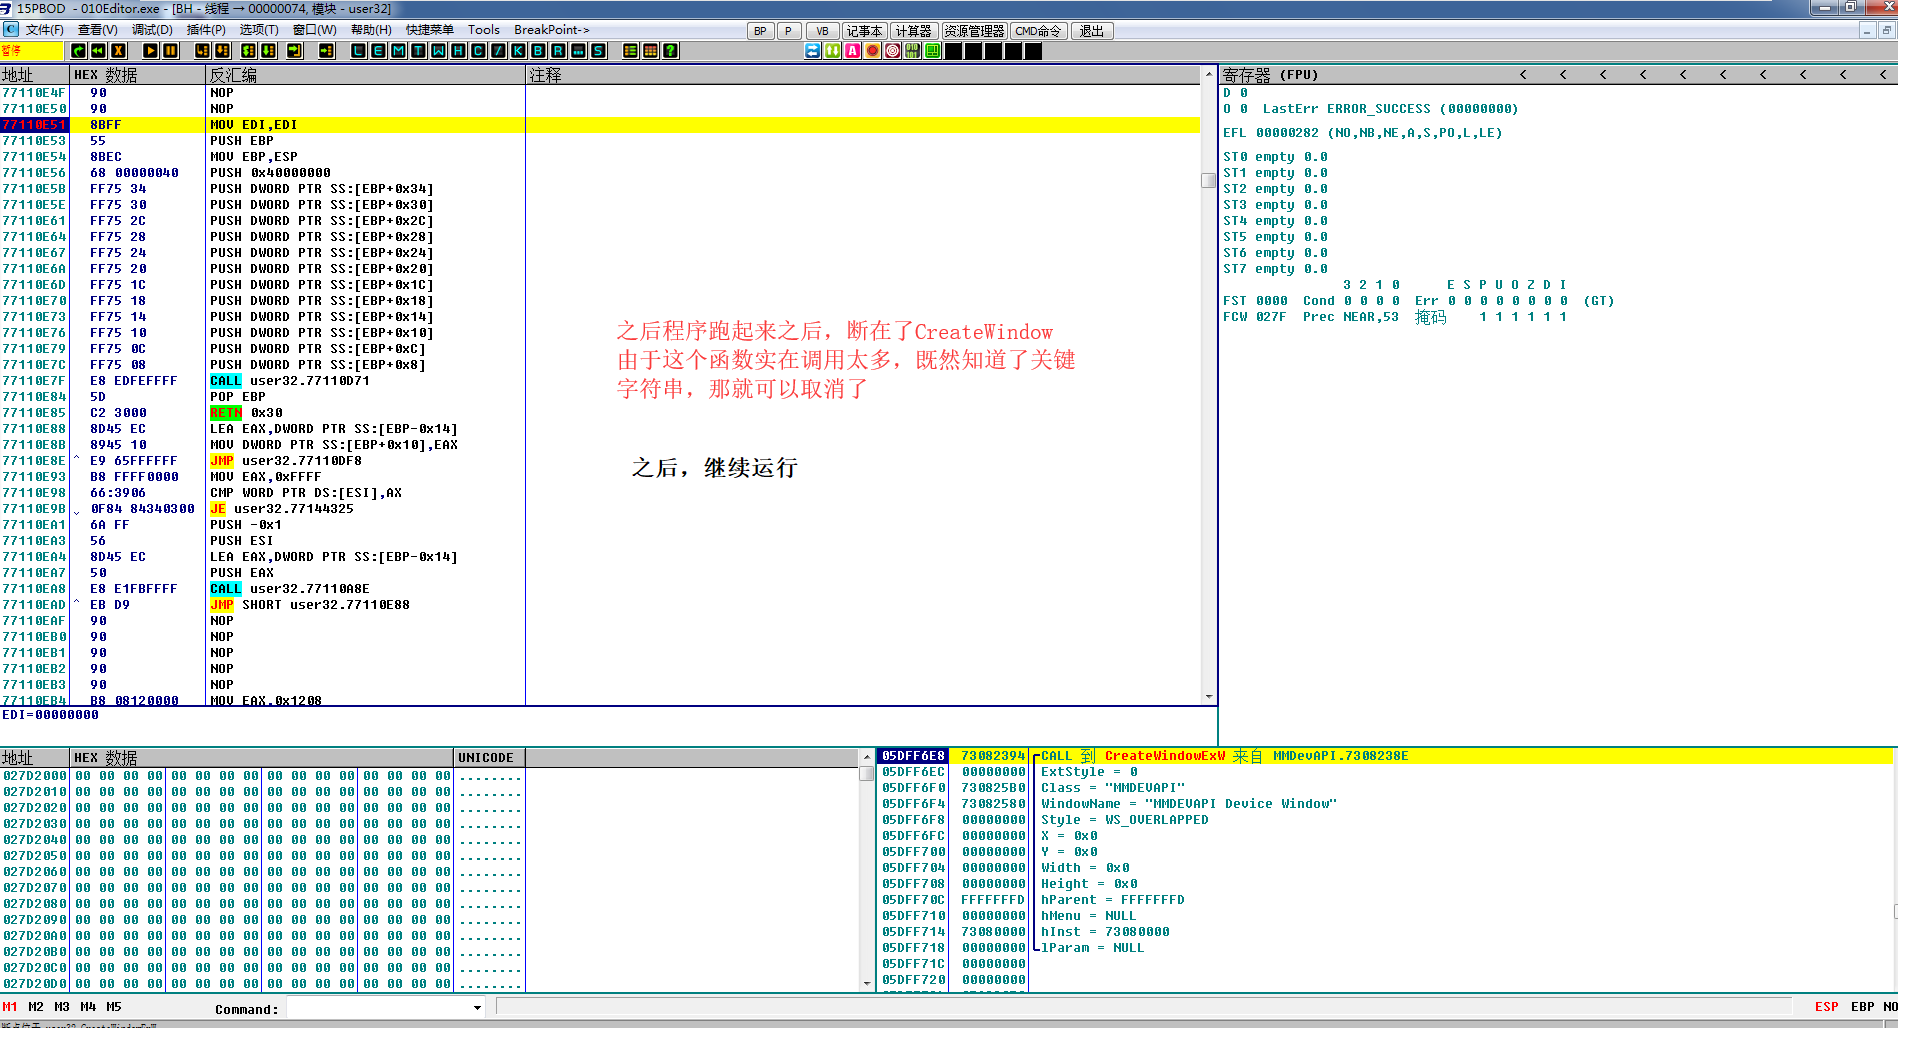 15PBOD - 010Editor.exe - [BH - 线程 → 00000074, 模块 - user32]
文件(F) 查看(V) 调试(D) 插件(P) 选项(T) 窗口(W) 帮助(H) 快捷菜单 Tools BreakPoint-> BP P VB 记事本 计算器 资源管理器 CMD命令 退出
暂停 X L E M T W H C / K B R ... S ?
地址 HEX 数据 反汇编 注释
77110E4F 90 NOP
77110E50 90 NOP
77110E51 8BFF MOV EDI,EDI
77110E53 55 PUSH EBP
77110E54 8BEC MOV EBP,ESP
77110E56 68 00000040 PUSH 0x40000000
77110E5B FF75 34 PUSH DWORD PTR SS:[EBP+0x34]
77110E5E FF75 30 PUSH DWORD PTR SS:[EBP+0x30]
77110E61 FF75 2C PUSH DWORD PTR SS:[EBP+0x2C]
77110E64 FF75 28 PUSH DWORD PTR SS:[EBP+0x28]
77110E67 FF75 24 PUSH DWORD PTR SS:[EBP+0x24]
77110E6A FF75 20 PUSH DWORD PTR SS:[EBP+0x20]
77110E6D FF75 1C PUSH DWORD PTR SS:[EBP+0x1C]
77110E70 FF75 18 PUSH DWORD PTR SS:[EBP+0x18]
77110E73 FF75 14 PUSH DWORD PTR SS:[EBP+0x14]
77110E76 FF75 10 PUSH DWORD PTR SS:[EBP+0x10]
77110E79 FF75 0C PUSH DWORD PTR SS:[EBP+0xC]
77110E7C FF75 08 PUSH DWORD PTR SS:[EBP+0x8]
77110E7F E8 EDFEFFFF CALL user32.77110D71
77110E84 5D POP EBP
77110E85 C2 3000 RETN 0x30
77110E88 8D45 EC LEA EAX,DWORD PTR SS:[EBP-0x14]
77110E8B 8945 10 MOV DWORD PTR SS:[EBP+0x10],EAX
77110E8E ^ E9 65FFFFFF JMP user32.77110DF8
77110E93 B8 FFFF0000 MOV EAX,0xFFFF
77110E98 66:3906 CMP WORD PTR DS:[ESI],AX
77110E9B 0F84 84340300 JE user32.77144325
77110EA1 6A FF PUSH -0x1
77110EA3 56 PUSH ESI
77110EA4 8D45 EC LEA EAX,DWORD PTR SS:[EBP-0x14]
77110EA7 50 PUSH EAX
77110EA8 E8 E1FBFFFF CALL user32.77110A8E
77110EAD ^ EB D9 JMP SHORT user32.77110E88
77110EAF 90 NOP
77110EB0 90 NOP
77110EB1 90 NOP
77110EB2 90 NOP
77110EB3 90 NOP
77110EB4 B8 08120000 MOV EAX,0x1208
EDI=00000000
之后程序跑起来之后，断在了CreateWindow
由于这个函数实在调用太多，既然知道了关键
字符串，那就可以取消了
之后，继续运行
寄存器 (FPU) < < < < < < < < < <
D 0
O 0 LastErr ERROR_SUCCESS (00000000)
EFL 00000282 (NO,NB,NE,A,S,PO,L,LE)
ST0 empty 0.0
ST1 empty 0.0
ST2 empty 0.0
ST3 empty 0.0
ST4 empty 0.0
ST5 empty 0.0
ST6 empty 0.0
ST7 empty 0.0
3 2 1 0 E S P U O Z D I
FST 0000 Cond 0 0 0 0 Err 0 0 0 0 0 0 0 0 (GT)
FCW 027F Prec NEAR,53 掩码 1 1 1 1 1 1
地址 HEX 数据 UNICODE
027D2000 00 00 00 00 00 00 00 00 00 00 00 00 00 00 00 00 ........
027D2010 00 00 00 00 00 00 00 00 00 00 00 00 00 00 00 00 ........
027D2020 00 00 00 00 00 00 00 00 00 00 00 00 00 00 00 00 ........
027D2030 00 00 00 00 00 00 00 00 00 00 00 00 00 00 00 00 ........
027D2040 00 00 00 00 00 00 00 00 00 00 00 00 00 00 00 00 ........
027D2050 00 00 00 00 00 00 00 00 00 00 00 00 00 00 00 00 ........
027D2060 00 00 00 00 00 00 00 00 00 00 00 00 00 00 00 00 ........
027D2070 00 00 00 00 00 00 00 00 00 00 00 00 00 00 00 00 ........
027D2080 00 00 00 00 00 00 00 00 00 00 00 00 00 00 00 00 ........
027D2090 00 00 00 00 00 00 00 00 00 00 00 00 00 00 00 00 ........
027D20A0 00 00 00 00 00 00 00 00 00 00 00 00 00 00 00 00 ........
027D20B0 00 00 00 00 00 00 00 00 00 00 00 00 00 00 00 00 ........
027D20C0 00 00 00 00 00 00 00 00 00 00 00 00 00 00 00 00 ........
027D20D0 00 00 00 00 00 00 00 00 00 00 00 00 00 00 00 00 ........
05DFF6E8 73082394 CALL 到 CreateWindowExW 来自 MMDevAPI.7308238E
05DFF6EC 00000000 ExtStyle = 0
05DFF6F0 730825B0 Class = "MMDEVAPI"
05DFF6F4 73082580 WindowName = "MMDEVAPI Device Window"
05DFF6F8 00000000 Style = WS_OVERLAPPED
05DFF6FC 00000000 X = 0x0
05DFF700 00000000 Y = 0x0
05DFF704 00000000 Width = 0x0
05DFF708 00000000 Height = 0x0
05DFF70C FFFFFFFD hParent = FFFFFFFD
05DFF710 00000000 hMenu = NULL
05DFF714 73080000 hInst = 73080000
05DFF718 00000000 lParam = NULL
05DFF71C 00000000
05DFF720 00000000
M1 M2 M3 M4 M5 Command: ESP EBP NO